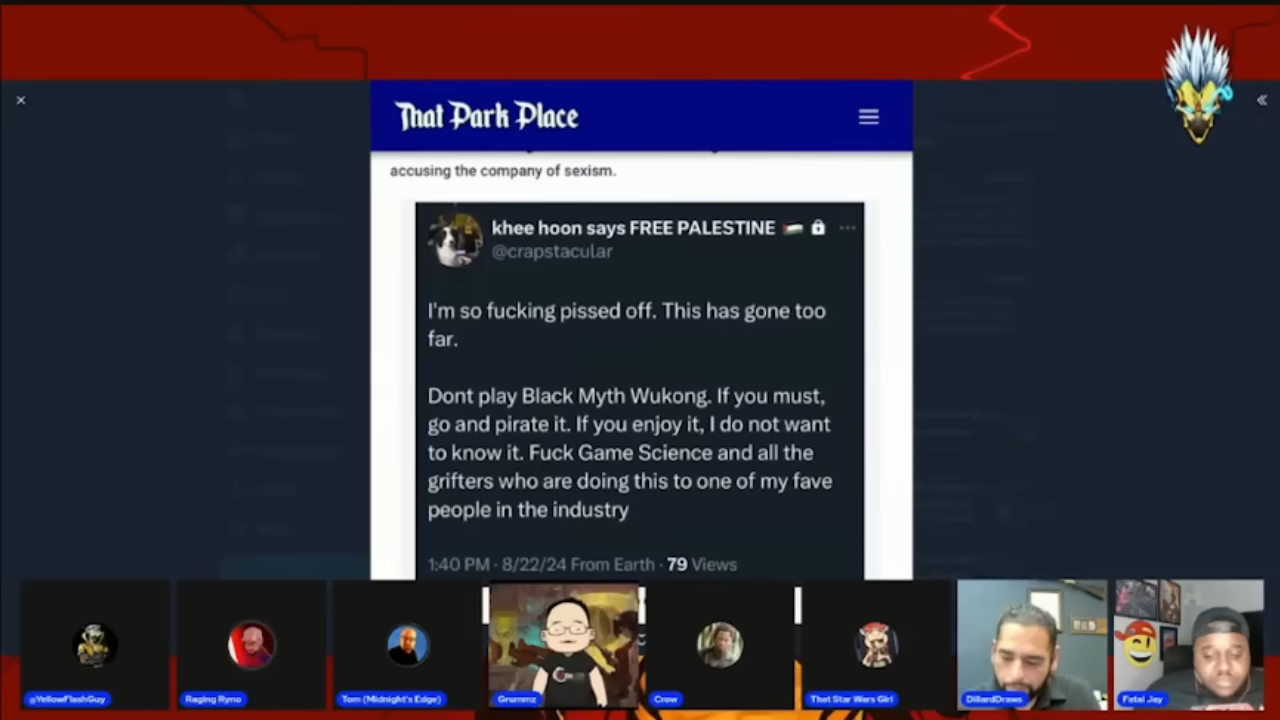 That Park Place
accusing the company of sexism.
khee hoon says FREE PALESTINE
@crapstacular
I'm so fucking pissed off. This has gone too
far.
Dont play Black Myth Wukong. If you must,
go and pirate it. If you enjoy it, I do not want
to know it. Fuck Game Science and all the
grifters who are doing this to one of my fave
people in the industry
1:40 PM · 8/22/24 From Earth · 79 Views
@YellowFlashGuy
Raging Ryno
Tom (Midnight's Edge)
Grummz
Crow
That Star Wars Girl
DillardDraws
Fatal Jay